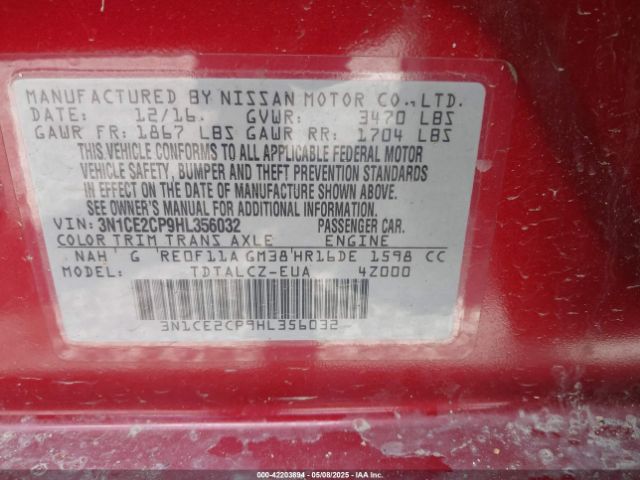 MANUFACTURED BY NISSAN MOTOR CO.,LTD.
DATE: 12/16. GVWR: 3470 LBS
GAWR FR: 1867 LBS GAWR RR: 1704 LBS
THIS VEHICLE CONFORMS TO ALL APPLICABLE FEDERAL MOTOR
VEHICLE SAFETY, BUMPER AND THEFT PREVENTION STANDARDS
IN EFFECT ON THE DATE OF MANUFACTURE SHOWN ABOVE.
SEE OWNER'S MANUAL FOR ADDITIONAL INFORMATION.
VIN: 3N1CE2CP9HL356032 PASSENGER CAR.
COLOR TRIM TRANS AXLE ENGINE
NAH G RE0F11A GM38 HR16DE 1598 CC
MODEL: TDTALCZ-EUA 4Z000
3N1CE2CP9HL356032
000-42203894 05/08/2025 IAAI.COM